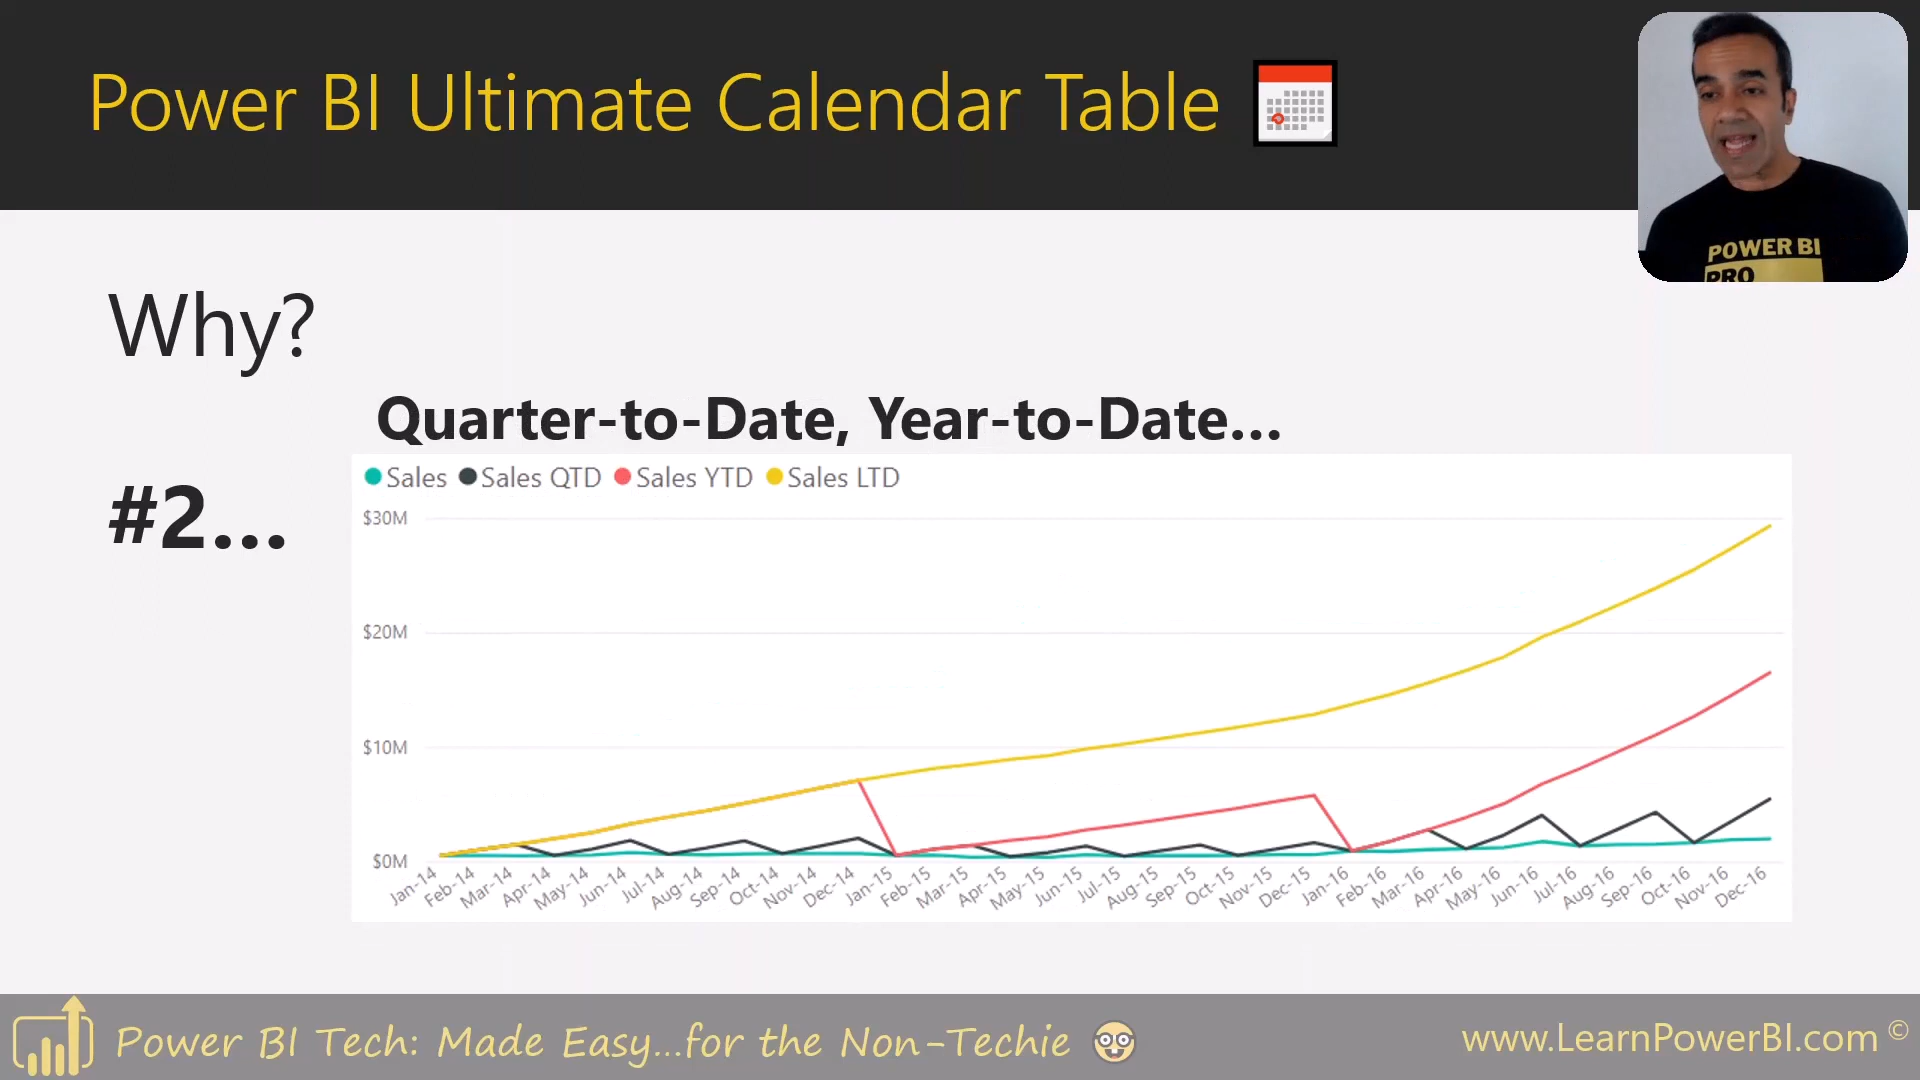 Power BI Ultimate Calendar Table
POWER BI
PRO
Why?
Quarter-to-Date, Year-to-Date...
#2...
Sales Sales QTD Sales YTD Sales LTD
$30M
$20M
$10M
$0M
Jan-14 Feb-14 Mar-14 Apr-14 May-14 Jun-14 Jul-14 Aug-14 Sep-14 Oct-14 Nov-14 Dec-14 Jan-15 Feb-15 Mar-15 Apr-15 May-15 Jun-15 Jul-15 Aug-15 Sep-15 Oct-15 Nov-15 Dec-15 Jan-16 Feb-16 Mar-16 Apr-16 May-16 Jun-16 Jul-16 Aug-16 Sep-16 Oct-16 Nov-16 Dec-16
Power BI Tech: Made Easy...for the Non-Techie
www.LearnPowerBI.com ©